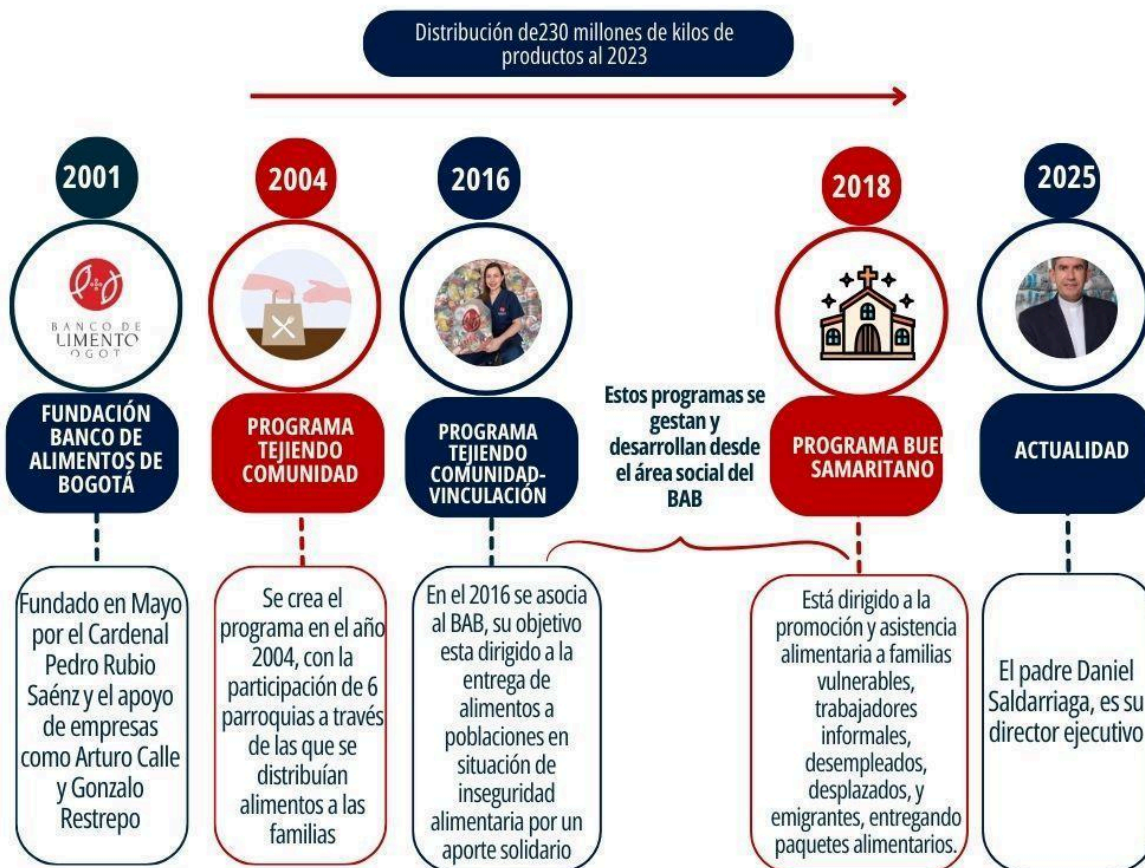 Distribución de230 millones de kilos de
productos al 2023
2001
FUNDACIÓN
BANCO DE
ALIMENTOS DE
BOGOTÁ
Fundado en Mayo
por el Cardenal
Pedro Rubio
Saénz y el apoyo
de empresas
como Arturo Calle
y Gonzalo
Restrepo
2004
PROGRAMA
TEJIENDO
COMUNIDAD
Se crea el
programa en el año
2004, con la
participación de 6
parroquias a través
de las que se
distribuían
alimentos a las
familias
2016
PROGRAMA
TEJIENDO
COMUNIDAD-
VINCULACIÓN
En el 2016 se asocia
al BAB, su objetivo
esta dirigido a la
entrega de
alimentos a
poblaciones en
situación de
inseguridad
alimentaria por un
aporte solidario
Estos programas se
gestan y
desarrollan desde
el área social del
BAB
2018
PROGRAMA BUE
SAMARITANO
Está dirigido a la
promoción y asistencia
alimentaria a familias
vulnerables,
trabajadores
informales,
desempleados,
desplazados, y
emigrantes, entregando
paquetes alimentarios.
2025
ACTUALIDAD
El padre Daniel
Saldarriaga, es su
director ejecutivo
BANCO DE
LIMENTO
OGOT